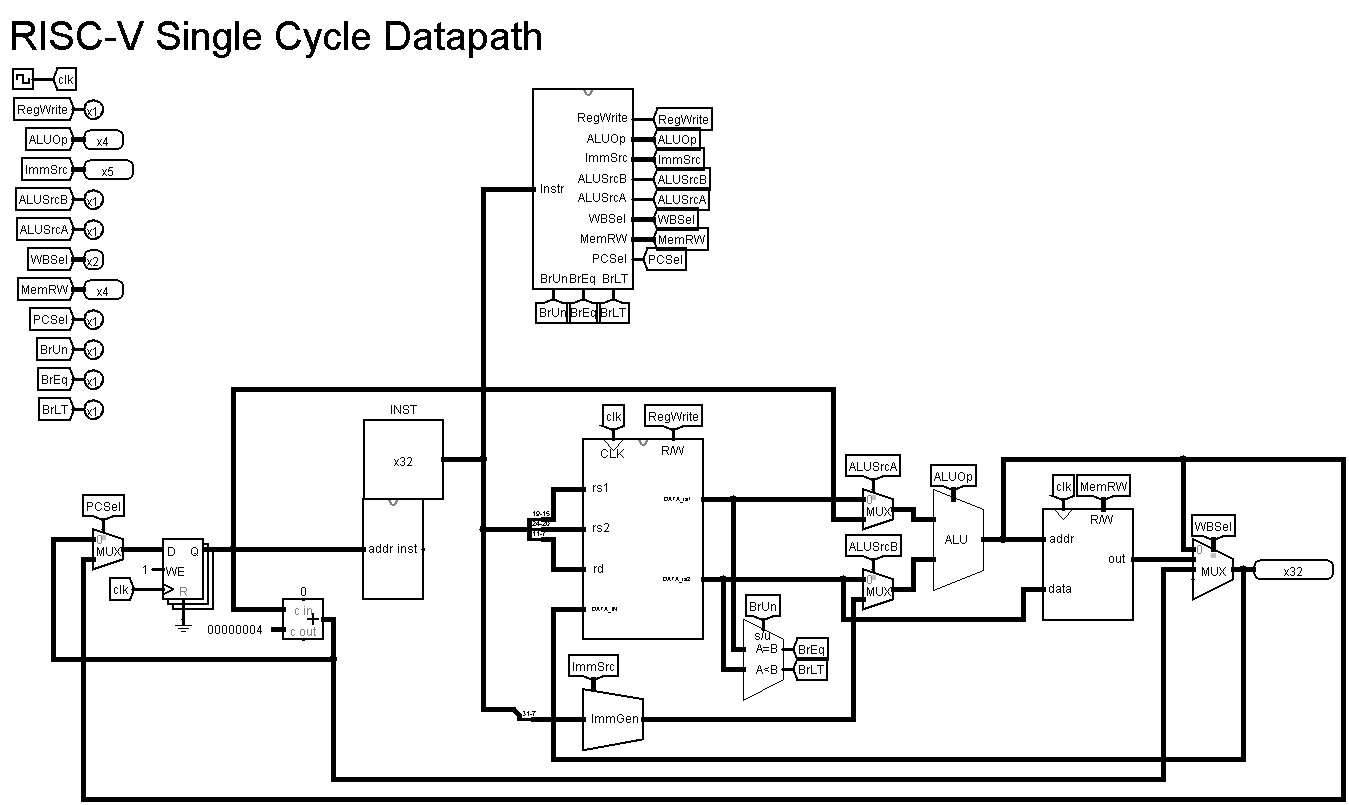 RISC-V Single Cycle Datapath
clk
RegWrite x1
ALUOp x4
ImmSrc x5
ALUSrcB x1
ALUSrcA x1
WBSel x2
MemRW x4
PCSel x1
BrUn x1
BrEq x1
BrLT x1
RegWrite RegWrite
ALUOp ALUOp
ImmSrc ImmSrc
Instr ALUSrcB ALUSrcB
ALUSrcA ALUSrcA
WBSel WBSel
MemRW MemRW
PCSel PCSel
BrUn BrEq BrLT
BrUn BrEq BrLT
INST
x32
addr inst
PCSel
0
MUX
D Q
1 WE
clk R
0
c in
+
00000004 c out
clk RegWrite
CLK R/W
rs1
rs2
rd
DATA_IN
DATA_rs1
DATA_rs2
19-15
24-20
11-7
ImmSrc
31-7
ImmGen
BrUn
s/u
A=B BrEq
A<B BrLT
ALUSrcA
0
MUX
ALUSrcB
0
MUX
ALUOp
ALU
clk MemRW
R/W
addr
out
data
WBSel
0
MUX
x32